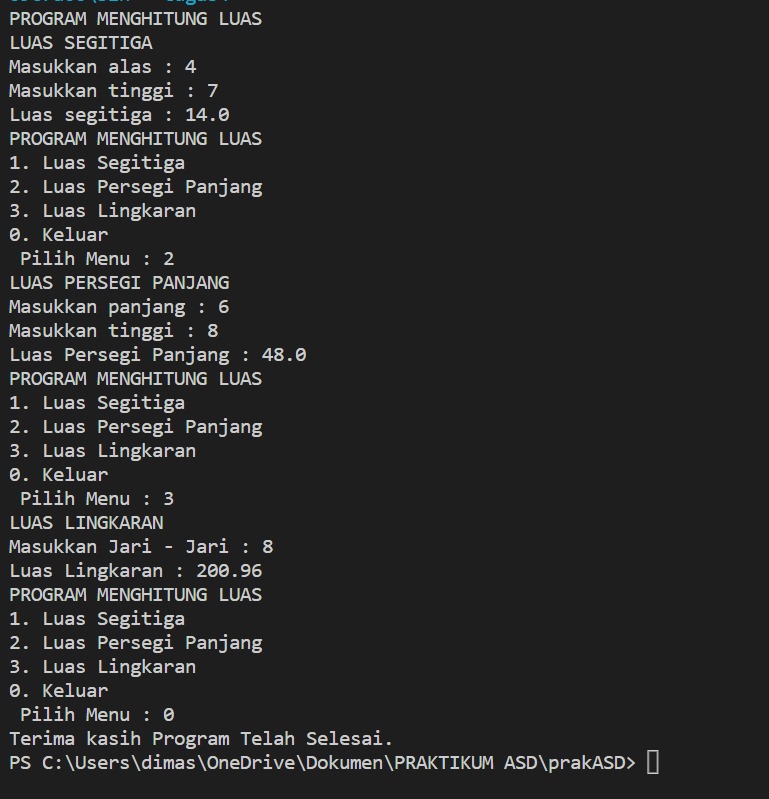 PROGRAM MENGHITUNG LUAS
LUAS SEGITIGA
Masukkan alas : 4
Masukkan tinggi : 7
Luas segitiga : 14.0
PROGRAM MENGHITUNG LUAS
1. Luas Segitiga
2. Luas Persegi Panjang
3. Luas Lingkaran
0. Keluar
 Pilih Menu : 2
LUAS PERSEGI PANJANG
Masukkan panjang : 6
Masukkan tinggi : 8
Luas Persegi Panjang : 48.0
PROGRAM MENGHITUNG LUAS
1. Luas Segitiga
2. Luas Persegi Panjang
3. Luas Lingkaran
0. Keluar
 Pilih Menu : 3
LUAS LINGKARAN
Masukkan Jari - Jari : 8
Luas Lingkaran : 200.96
PROGRAM MENGHITUNG LUAS
1. Luas Segitiga
2. Luas Persegi Panjang
3. Luas Lingkaran
0. Keluar
 Pilih Menu : 0
Terima kasih Program Telah Selesai.
PS C:\Users\dimas\OneDrive\Dokumen\PRAKTIKUM ASD\prakASD>